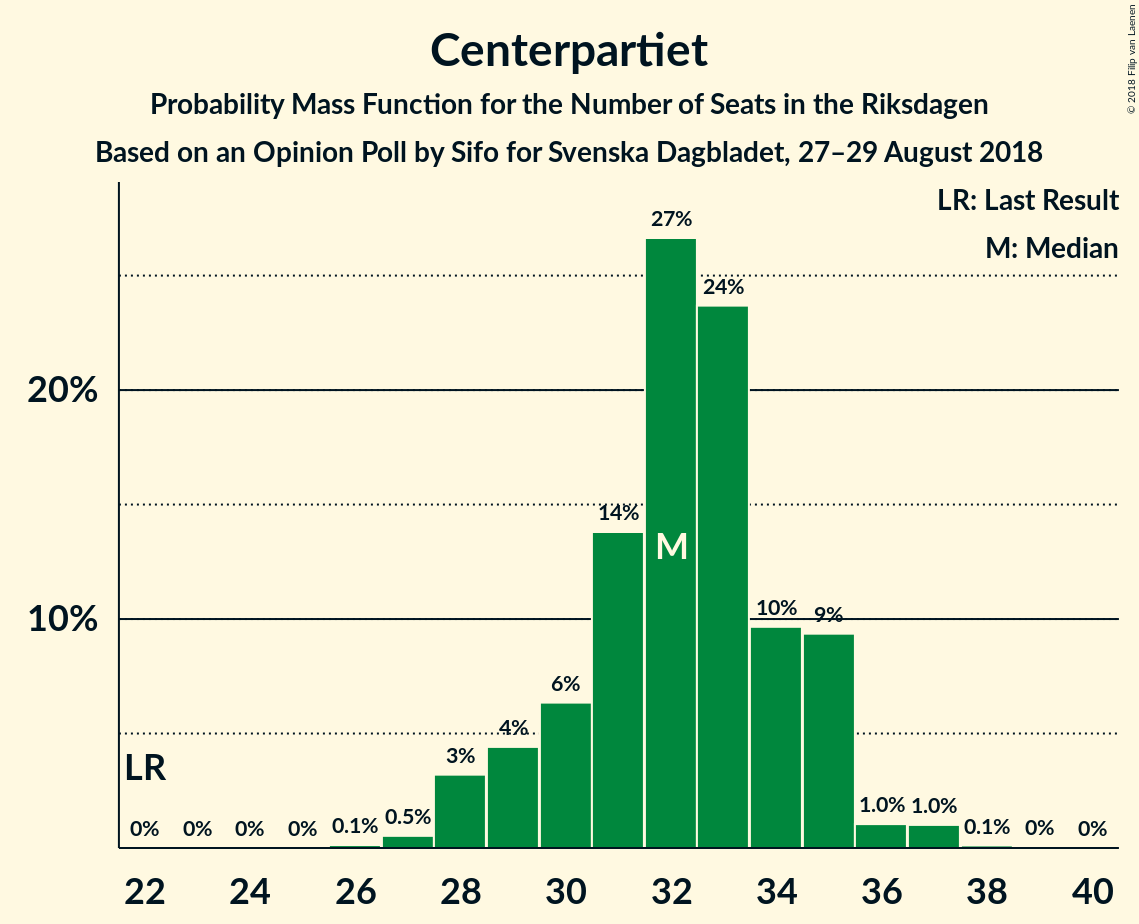 Centerpartiet
Probability Mass Function for the Number of Seats in the Riksdagen
Based on an Opinion Poll by Sifo for Svenska Dagbladet, 27–29 August 2018
© 2018 Filip van Laenen
LR: Last Result
M: Median
20%
10%
LR
0%
0%
0%
0%
0.1%
0.5%
3%
4%
6%
14%
27%
M
24%
10%
9%
1.0%
1.0%
0.1%
0%
0%
22 24 26 28 30 32 34 36 38 40